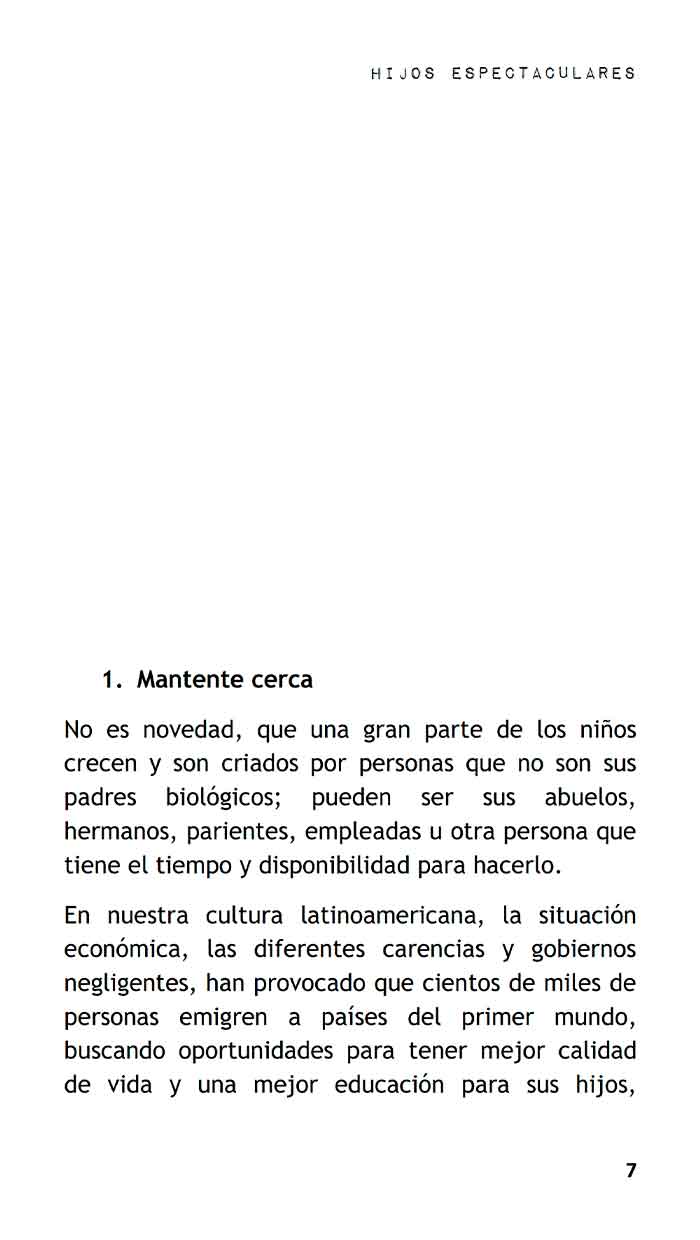 HIJOS ESPECTACULARES
1. Mantente cerca
No es novedad, que una gran parte de los niños
crecen y son criados por personas que no son sus
padres biológicos; pueden ser sus abuelos,
hermanos, parientes, empleadas u otra persona que
tiene el tiempo y disponibilidad para hacerlo.
En nuestra cultura latinoamericana, la situación
económica, las diferentes carencias y gobiernos
negligentes, han provocado que cientos de miles de
personas emigren a países del primer mundo,
buscando oportunidades para tener mejor calidad
de vida y una mejor educación para sus hijos,
7